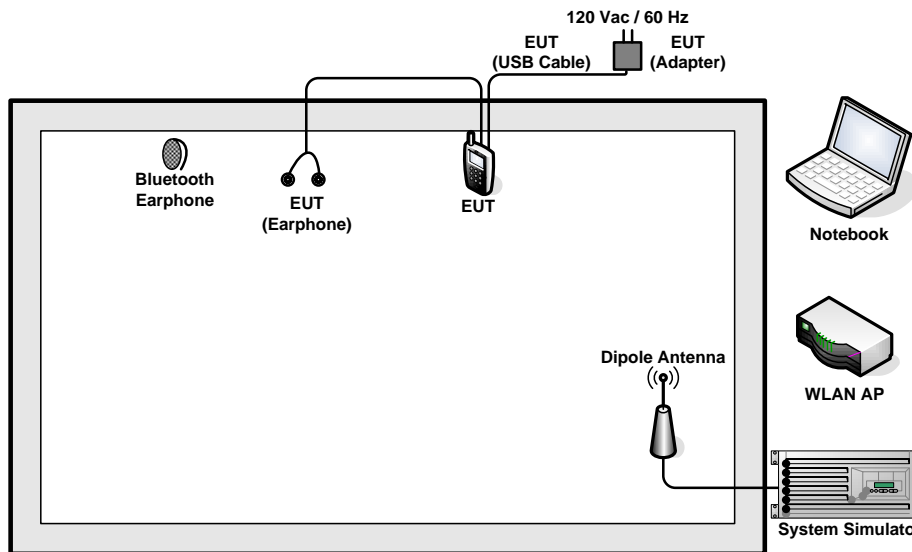 120 Vac / 60 Hz
EUT
(USB Cable)
EUT
(Adapter)
Bluetooth
Earphone
EUT
(Earphone)
EUT
Notebook
Dipole Antenna
WLAN AP
System Simulato